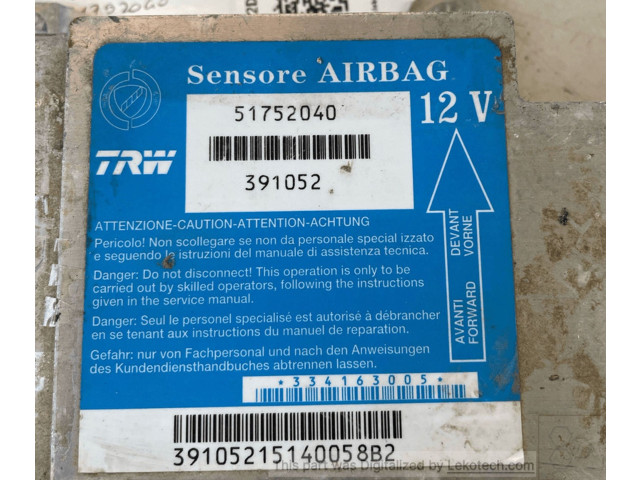 Sensore AIRBAG
51752040
12 V
TRW
391052
ATTENZIONE-CAUTION-ATTENTION-ACHTUNG
Pericolo! Non scollegare se non da personale special izzato
e seguendo le istruzioni del manuale di assistenza tecnica.
Danger: Do not disconnect! This operation is only to be
carried out by skilled operators, following the instructions
given in the service manual.
Danger: Seul le personel spécialisé est autorisé à débrancher
en se tenant aux instructions du manuel de reparation.
Gefahr: nur von Fachpersonal und nach den Anweisungen
des Kundendiensthandbuches abtrennen lassen.
AVANTI DEVANT
FORWARD VORNE
*334163005*
39105215140058B2
This part was Digitalized by Lekotech.com